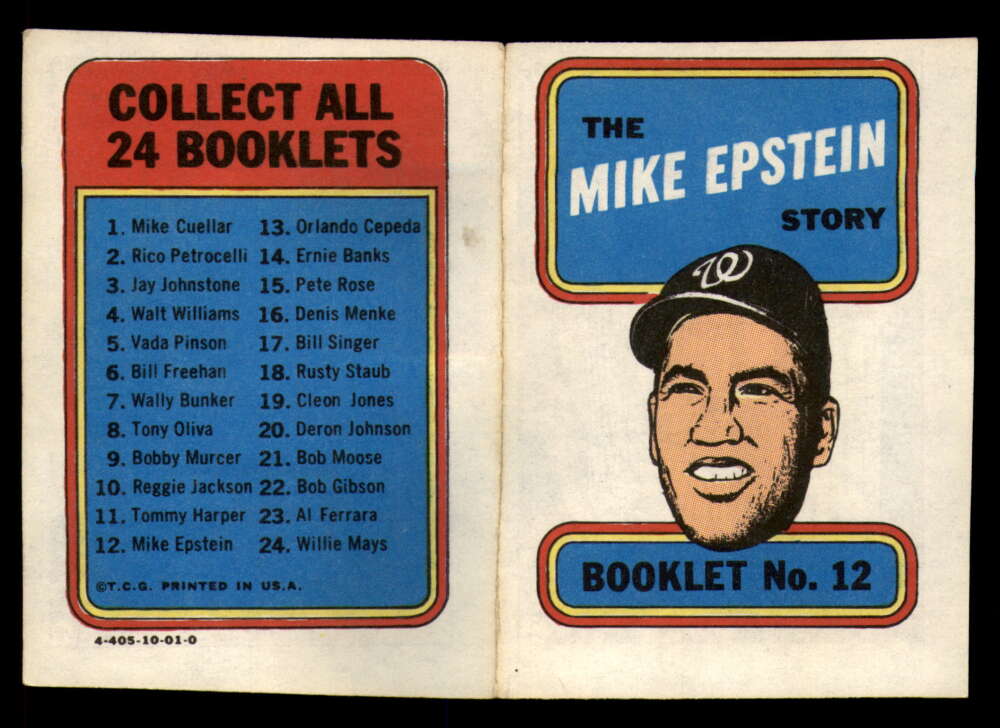 COLLECT ALL
24 BOOKLETS
1. Mike Cuellar
2. Rico Petrocelli
3. Jay Johnstone
4. Walt Williams
5. Vada Pinson
6. Bill Freehan
7. Wally Bunker
8. Tony Oliva
9. Bobby Murcer
10. Reggie Jackson
11. Tommy Harper
12. Mike Epstein
13. Orlando Cepeda
14. Ernie Banks
15. Pete Rose
16. Denis Menke
17. Bill Singer
18. Rusty Staub
19. Cleon Jones
20. Deron Johnson
21. Bob Moose
22. Bob Gibson
23. Al Ferrara
24. Willie Mays
©T.C.G. PRINTED IN U.S.A.
4-405-10-01-0
THE
MIKE EPSTEIN
STORY
W
BOOKLET No. 12